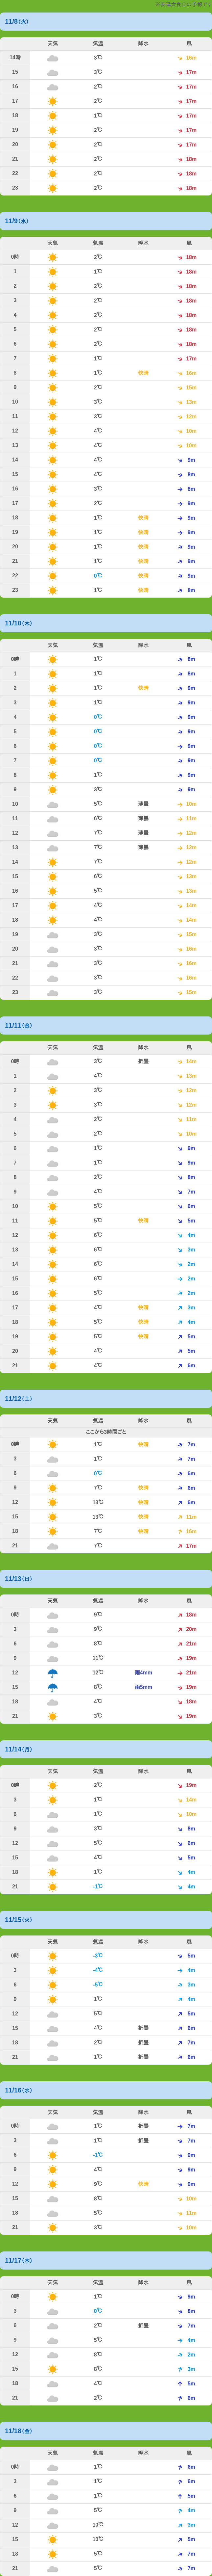 ※安達太良山の予報です
11/8(火)
天気 気温 降水 風
14時 3℃ 16m
15 3℃ 17m
16 2℃ 17m
17 2℃ 17m
18 1℃ 17m
19 2℃ 17m
20 2℃ 17m
21 2℃ 18m
22 2℃ 18m
23 2℃ 18m
11/9(水)
天気 気温 降水 風
0時 2℃ 18m
1 1℃ 18m
2 2℃ 18m
3 2℃ 18m
4 2℃ 18m
5 2℃ 18m
6 2℃ 18m
7 1℃ 17m
8 1℃ 快晴 16m
9 2℃ 15m
10 3℃ 13m
11 3℃ 12m
12 4℃ 10m
13 4℃ 10m
14 4℃ 9m
15 4℃ 8m
16 3℃ 8m
17 2℃ 9m
18 1℃ 快晴 9m
19 1℃ 快晴 9m
20 1℃ 快晴 9m
21 1℃ 快晴 9m
22 0℃ 快晴 9m
23 1℃ 快晴 8m
11/10(木)
天気 気温 降水 風
0時 1℃ 8m
1 1℃ 8m
2 1℃ 快晴 9m
3 1℃ 9m
4 0℃ 9m
5 0℃ 9m
6 0℃ 9m
7 0℃ 9m
8 1℃ 9m
9 3℃ 9m
10 5℃ 薄曇 10m
11 6℃ 薄曇 11m
12 7℃ 薄曇 12m
13 7℃ 薄曇 12m
14 7℃ 12m
15 6℃ 13m
16 5℃ 13m
17 4℃ 14m
18 4℃ 14m
19 3℃ 15m
20 3℃ 16m
21 3℃ 16m
22 3℃ 16m
23 3℃ 15m
11/11(金)
天気 気温 降水 風
0時 3℃ 14m
1 4℃ 13m
2 3℃ 12m
3 3℃ 12m
4 2℃ 11m
5 2℃ 10m
6 1℃ 9m
7 1℃ 9m
8 2℃ 8m
9 4℃ 7m
10 5℃ 6m
11 5℃ 快晴 5m
12 6℃ 4m
13 6℃ 3m
14 6℃ 2m
15 6℃ 2m
16 5℃ 2m
17 4℃ 快晴 3m
18 5℃ 快晴 4m
19 5℃ 快晴 5m
20 4℃ 5m
21 4℃ 6m
11/12(土)
天気 気温 降水 風
ここから3時間ごと
0時 1℃ 快晴 7m
3 1℃ 7m
6 0℃ 6m
9 7℃ 快晴 6m
12 13℃ 6m
15 13℃ 快晴 11m
18 7℃ 快晴 16m
21 7℃ 17m
11/13(日)
天気 気温 降水 風
0時 9℃ 18m
3 9℃ 20m
6 8℃ 21m
9 11℃ 19m
12 12℃ 雨4mm 21m
15 8℃ 雨5mm 19m
18 4℃ 18m
21 3℃ 19m
11/14(月)
天気 気温 降水 風
0時 2℃ 19m
3 1℃ 14m
6 1℃ 10m
9 3℃ 8m
12 5℃ 6m
15 4℃ 5m
18 1℃ 4m
21 -1℃ 4m
11/15(火)
天気 気温 降水 風
0時 -3℃ 5m
3 -4℃ 4m
6 -5℃ 3m
9 1℃ 4m
12 5℃ 5m
15 4℃ 6m
18 2℃ 7m
21 1℃ 6m
11/16(水)
天気 気温 降水 風
0時 1℃ 7m
3 1℃ 7m
6 -1℃ 9m
9 4℃ 9m
12 9℃ 快晴 9m
15 8℃ 10m
18 5℃ 11m
21 3℃ 10m
11/17(木)
天気 気温 降水 風
0時 1℃ 9m
3 0℃ 8m
6 2℃ 7m
9 5℃ 4m
12 8℃ 2m
15 8℃ 3m
18 4℃ 5m
21 2℃ 6m
11/18(金)
天気 気温 降水 風
0時 1℃ 6m
3 1℃ 6m
6 1℃ 5m
9 5℃ 4m
12 10℃ 3m
15 10℃ 5m
18 5℃ 7m
21 5℃ 7m